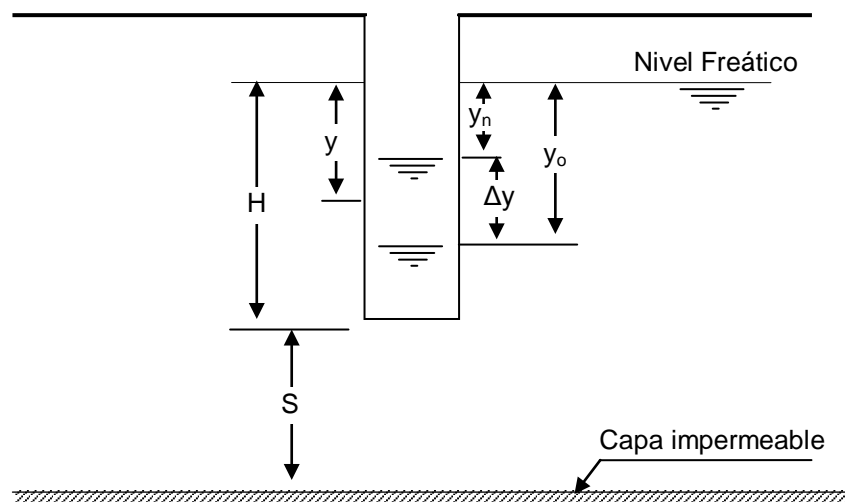 Nivel Freático
yₙ
y
yₒ
H
Δy
S
Capa impermeable